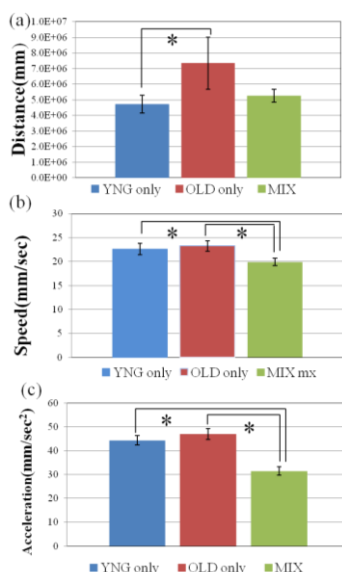 (a)
Distance(mm)
1.0E+07
9.0E+06
8.0E+06
7.0E+06
6.0E+06
5.0E+06
4.0E+06
3.0E+06
2.0E+06
1.0E+06
0.0E+00
*
YNG only OLD only MIX
(b)
Speed(mm/sec)
30
25
20
15
10
5
0
* *
YNG only OLD only MIX mx
(c)
Acceleration(mm/sec²)
60
50
40
30
20
10
0
* *
YNG only OLD only MIX